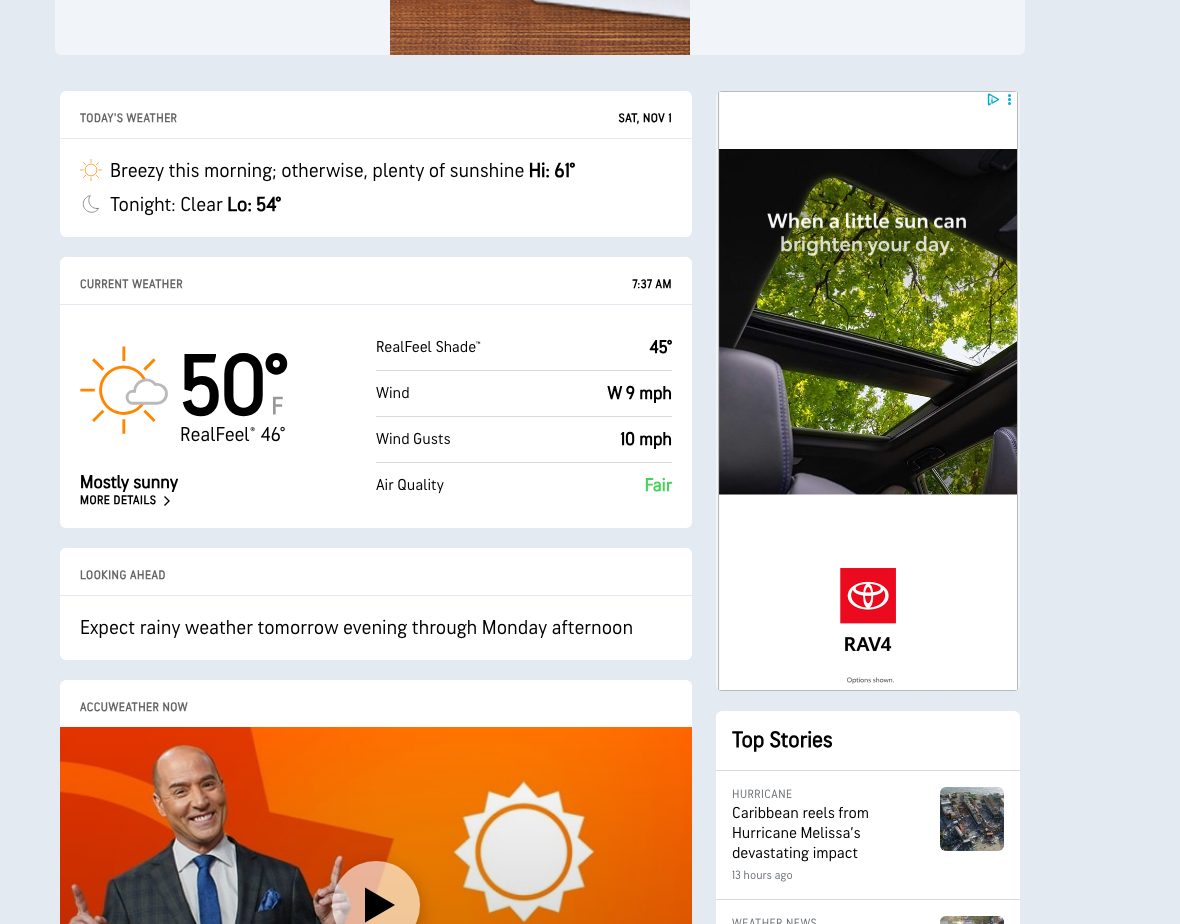 TODAY'S WEATHER
SAT, NOV 1
Breezy this morning; otherwise, plenty of sunshine Hi: 61°
Tonight: Clear Lo: 54°
CURRENT WEATHER
7:37 AM
50°
F
RealFeel® 46°
Mostly sunny
MORE DETAILS
RealFeel Shade™
45°
Wind
W 9 mph
Wind Gusts
10 mph
Air Quality
Fair
LOOKING AHEAD
Expect rainy weather tomorrow evening through Monday afternoon
ACCUWEATHER NOW
When a little sun can
brighten your day.
RAV4
Options shown.
Top Stories
HURRICANE
Caribbean reels from
Hurricane Melissa's
devastating impact
13 hours ago
WEATHER NEWS